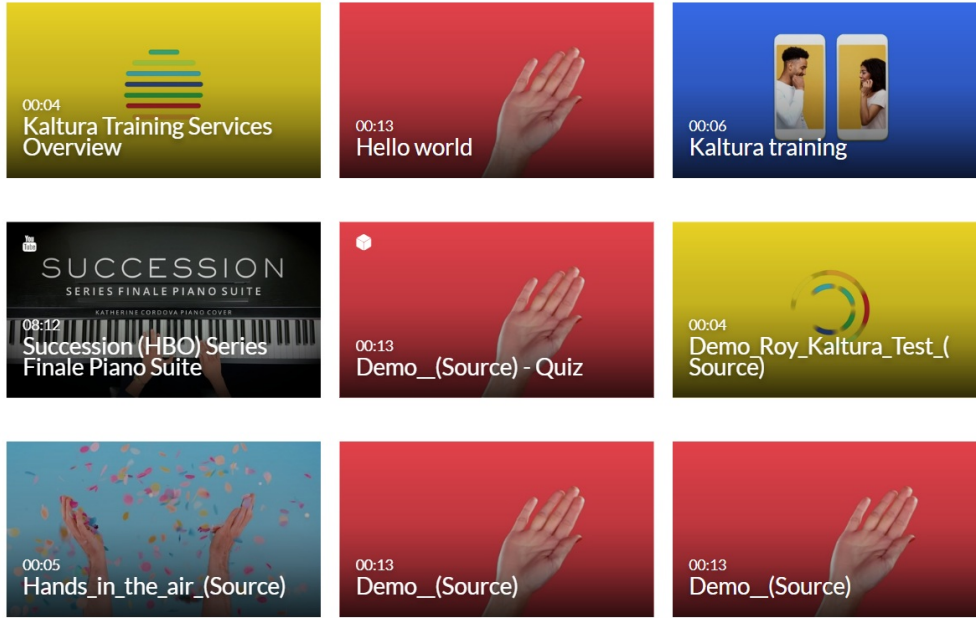 00:04
Kaltura Training Services
Overview
00:13
Hello world
00:06
Kaltura training
You
Tube
SUCCESSION
SERIES FINALE PIANO SUITE
KATHERINE CORDOVA PIANO COVER
08:12
Succession (HBO) Series
Finale Piano Suite
00:13
Demo__(Source) - Quiz
00:04
Demo_Roy_Kaltura_Test_(
Source)
00:05
Hands_in_the_air_(Source)
00:13
Demo__(Source)
00:13
Demo__(Source)